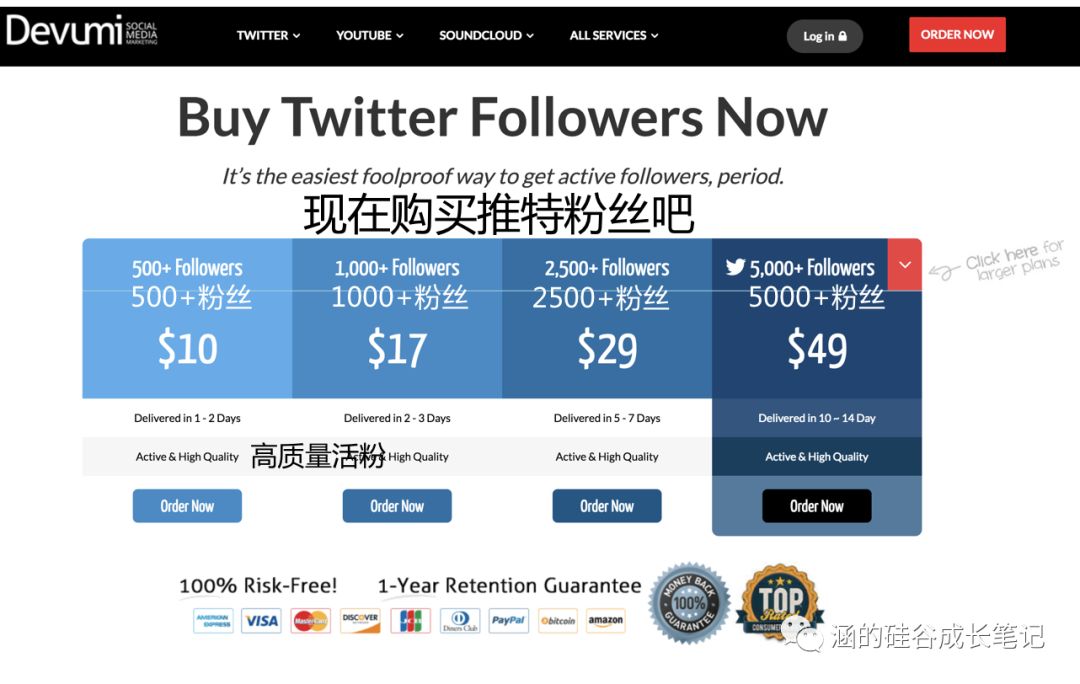 Devumi SOCIAL MEDIA MARKETING
TWITTER YOUTUBE SOUNDCLOUD ALL SERVICES Log in ORDER NOW
Buy Twitter Followers Now
It's the easiest foolproof way to get active followers, period.
现在购买推特粉丝吧
500+ Followers 1,000+ Followers 2,500+ Followers 5,000+ Followers
Click here for larger plans
500+粉丝 1000+粉丝 2500+粉丝 5000+粉丝
$10 $17 $29 $49
Delivered in 1 - 2 Days Delivered in 2 - 3 Days Delivered in 5 - 7 Days Delivered in 10 ~ 14 Day
Active & High Quality 高质量活粉 Active & High Quality Active & High Quality Active & High Quality
Order Now Order Now Order Now Order Now
100% Risk-Free! 1-Year Retention Guarantee
AMERICAN EXPRESS VISA MasterCard DISCOVER JCB Diners Club PayPal bitcoin amazon
MONEY BACK 100% GUARANTEE
TOP Rated CONSUMER
涵的硅谷成长笔记